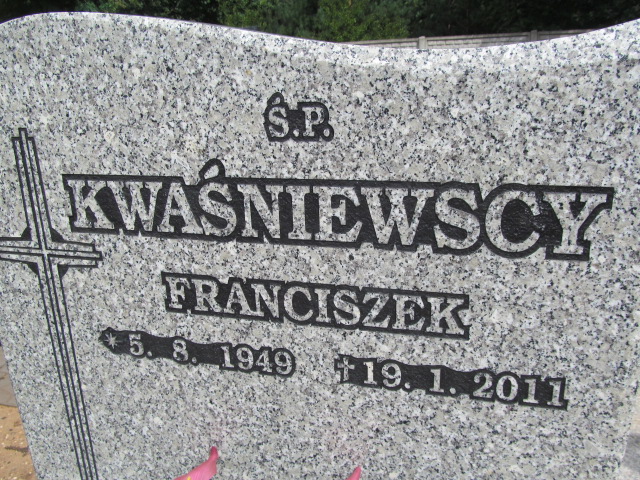 Ś.P.
KWAŚNIEWSCY
FRANCISZEK
* 5. 8. 1949 † 19. 1. 2011